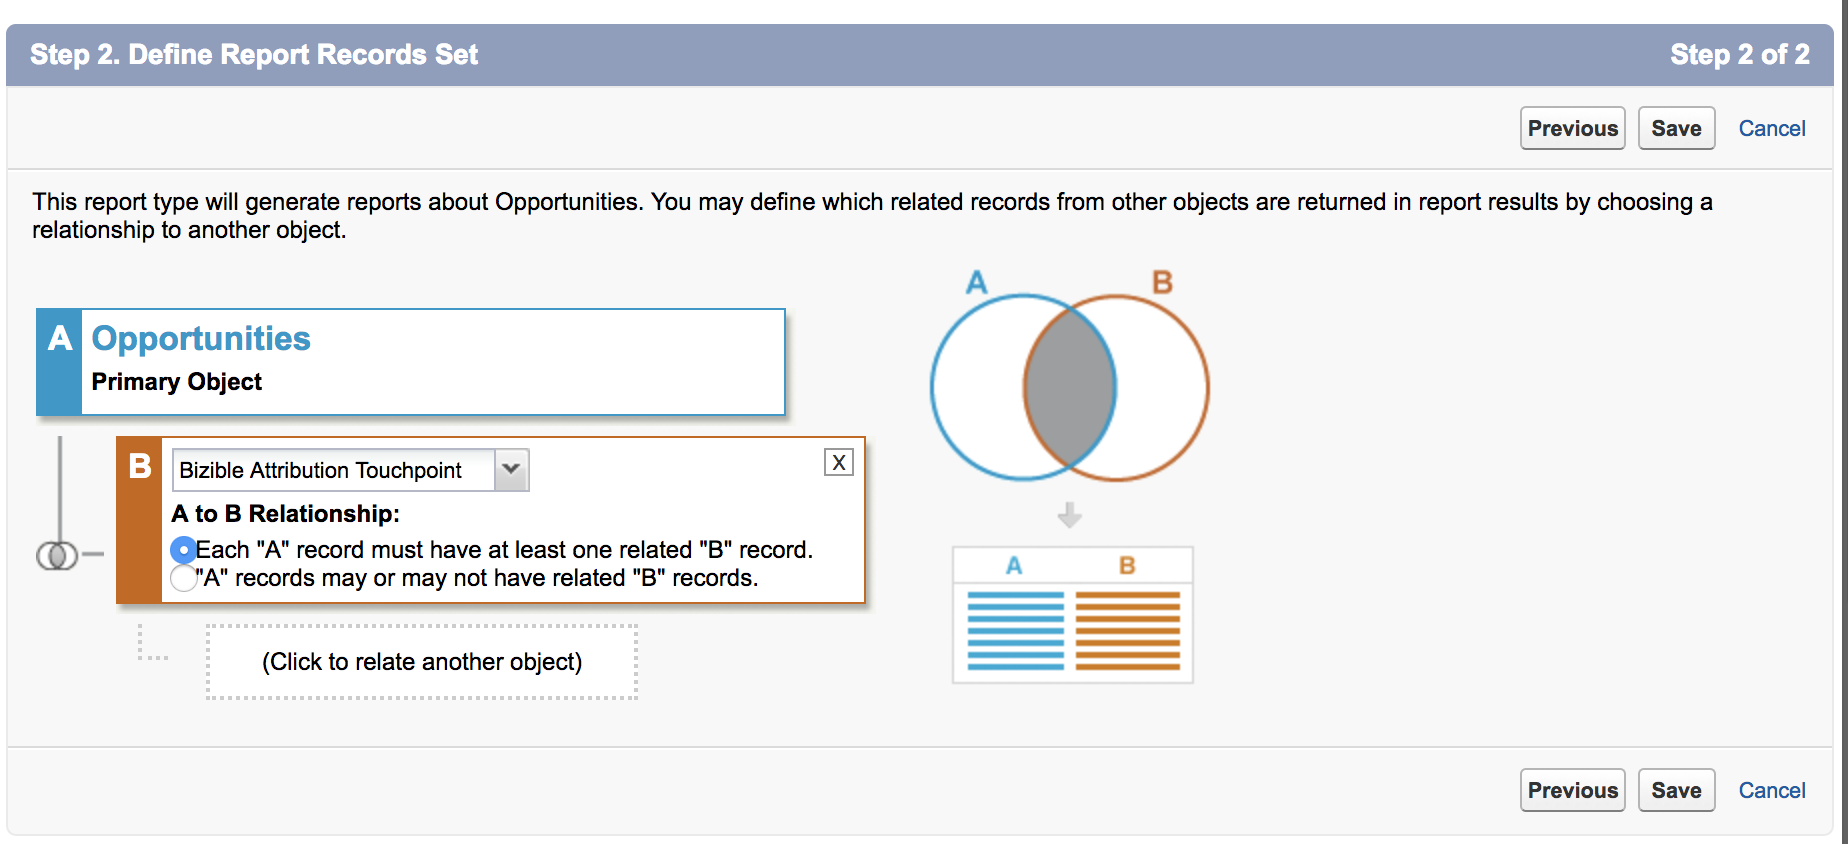 Step 2. Define Report Records Set
Step 2 of 2
Previous
Save
Cancel
This report type will generate reports about Opportunities. You may define which related records from other objects are returned in report results by choosing a
relationship to another object.
A
B
A
Opportunities
Primary Object
B
Bizible Attribution Touchpoint
X
A to B Relationship:
Each "A" record must have at least one related "B" record.
"A" records may or may not have related "B" records.
A
B
(Click to relate another object)
Previous
Save
Cancel